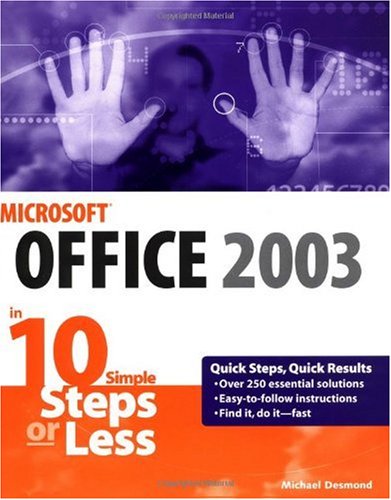 Copyrighted Material
MICROSOFT®
OFFICE 2003
in
10 Simple
Steps
or Less
Quick Steps, Quick Results
•Over 250 essential solutions
•Easy-to-follow instructions
•Find it, do it—fast
Michael Desmond